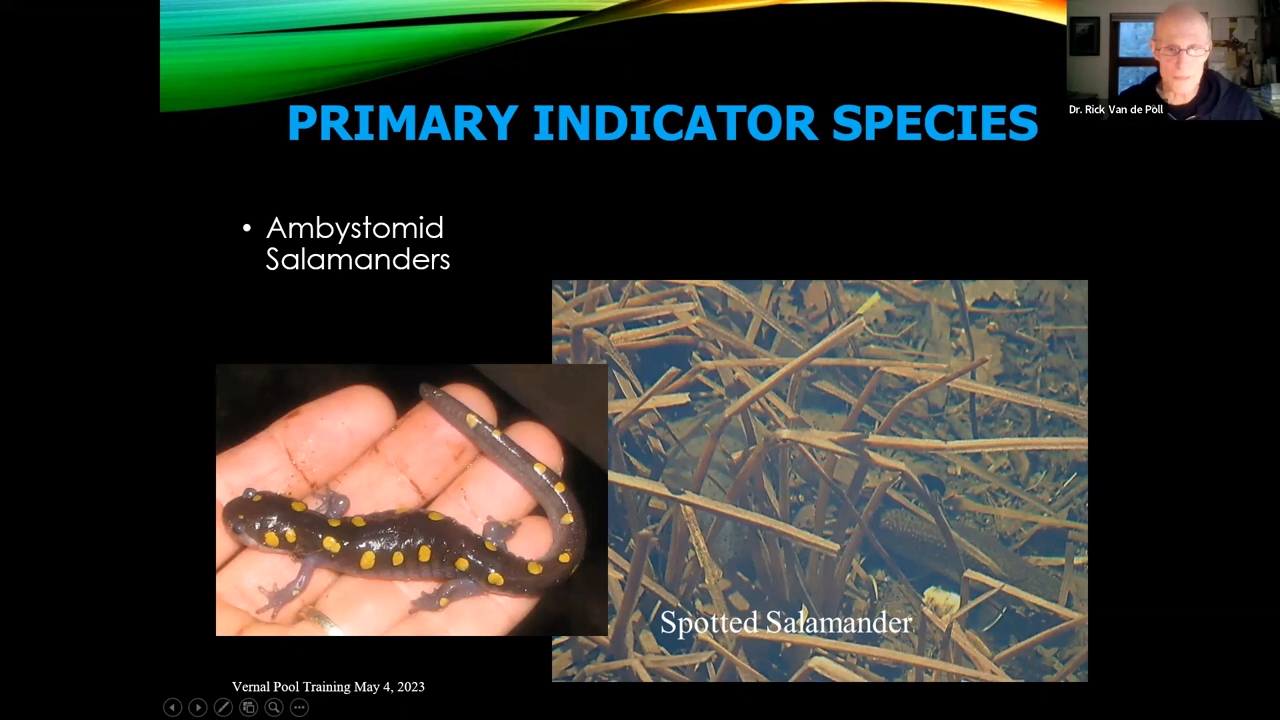 PRIMARY INDICATOR SPECIES
Dr. Rick Van de Poll
• Ambystomid
Salamanders
Spotted Salamander
Vernal Pool Training May 4, 2023